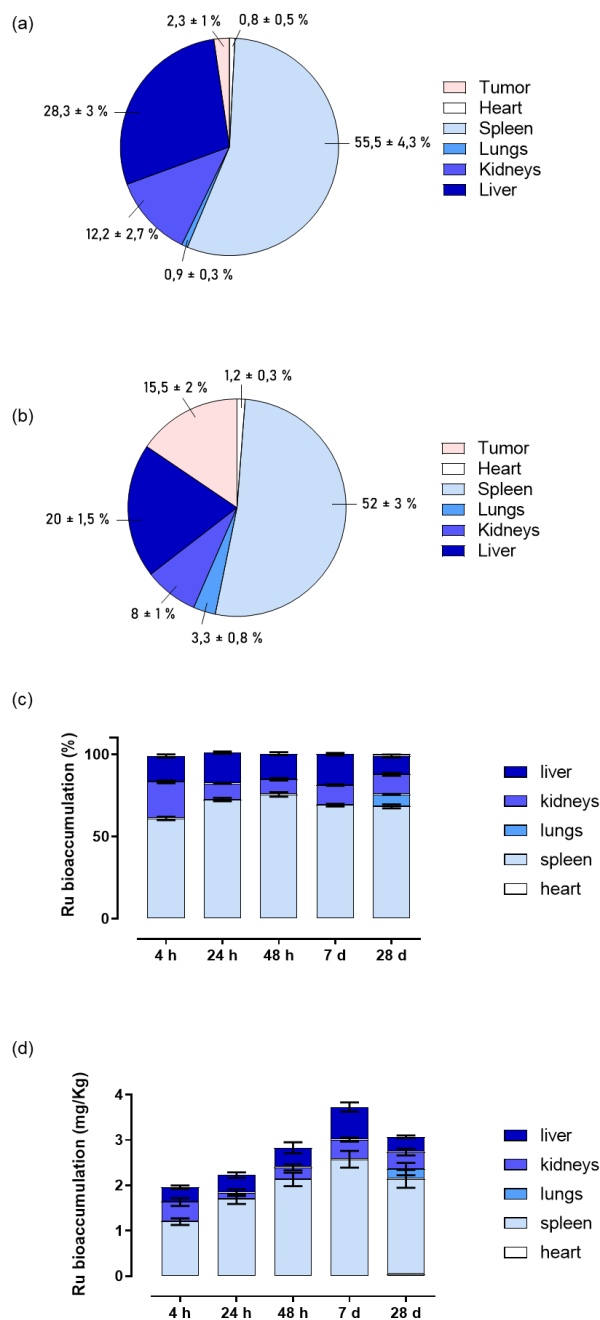 (a)
2,3 ± 1 %
0,8 ± 0,5 %
28,3 ± 3 %
55,5 ± 4,3 %
12,2 ± 2,7 %
0,9 ± 0,3 %
Tumor
Heart
Spleen
Lungs
Kidneys
Liver
(b)
15,5 ± 2 %
1,2 ± 0,3 %
20 ± 1,5 %
52 ± 3 %
8 ± 1 %
3,3 ± 0,8 %
Tumor
Heart
Spleen
Lungs
Kidneys
Liver
(c)
Ru bioaccumulation (%)
100
50
0
4 h 24 h 48 h 7 d 28 d
liver
kidneys
lungs
spleen
heart
(d)
Ru bioaccumulation (mg/Kg)
4
3
2
1
0
4 h 24 h 48 h 7 d 28 d
liver
kidneys
lungs
spleen
heart